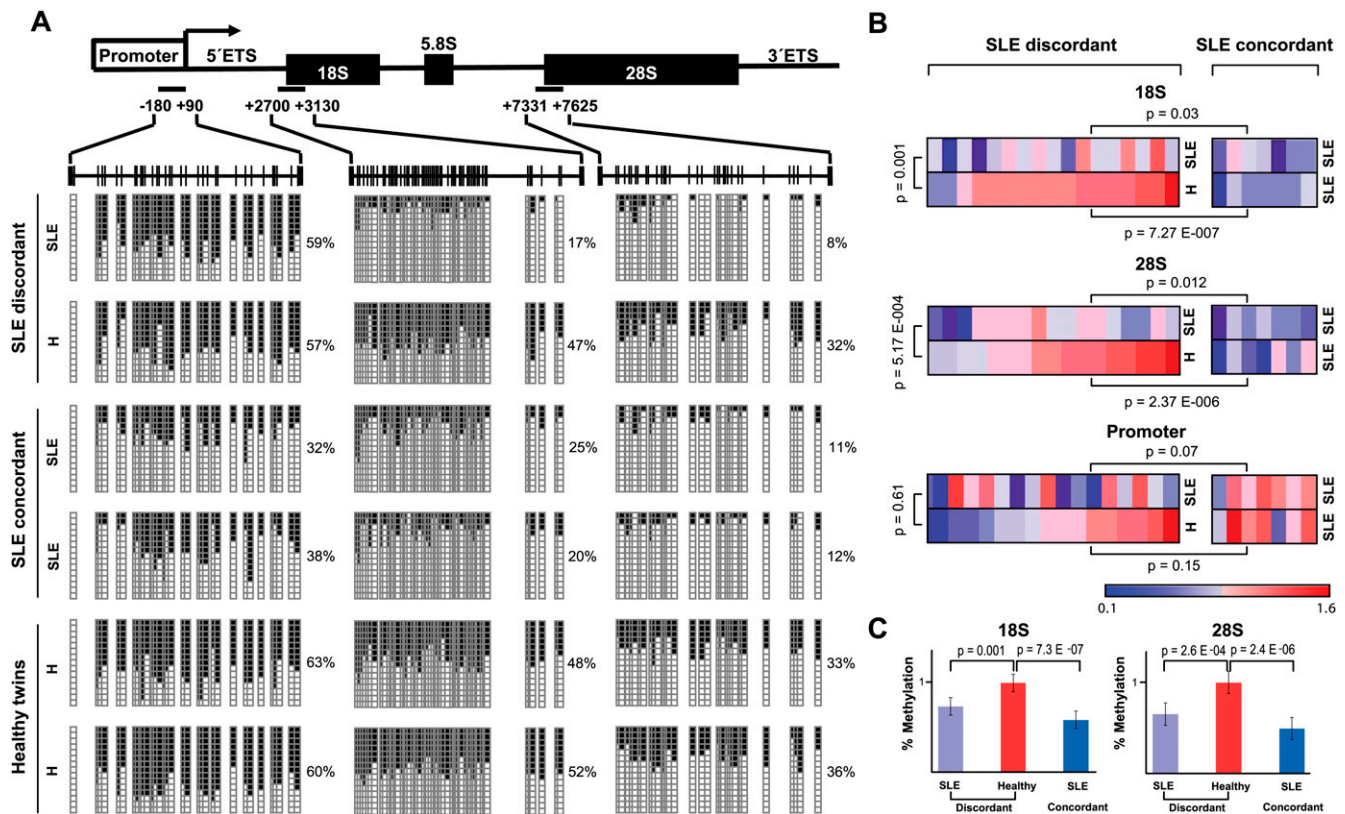 A
Promoter
5´ETS
18S
5.8S
28S
3´ETS
-180 +90
+2700 +3130
+7331 +7625
SLE discordant
SLE
59%
17%
8%
H
57%
47%
32%
SLE concordant
SLE
32%
25%
11%
SLE
38%
20%
12%
Healthy twins
H
63%
48%
33%
H
60%
52%
36%
B
SLE discordant
SLE concordant
18S
p = 0.03
p = 0.001
SLE
H
SLE
SLE
p = 7.27 E-007
28S
p = 0.012
p = 5.17 E-004
SLE
H
SLE
SLE
p = 2.37 E-006
Promoter
p = 0.07
p = 0.61
SLE
H
SLE
SLE
p = 0.15
0.1
1.6
C
18S
p = 0.001
p = 7.3 E -07
% Methylation
1
SLE
Healthy
SLE
Discordant
Concordant
28S
p = 2.6 E -04
p = 2.4 E -06
% Methylation
1
SLE
Healthy
SLE
Discordant
Concordant